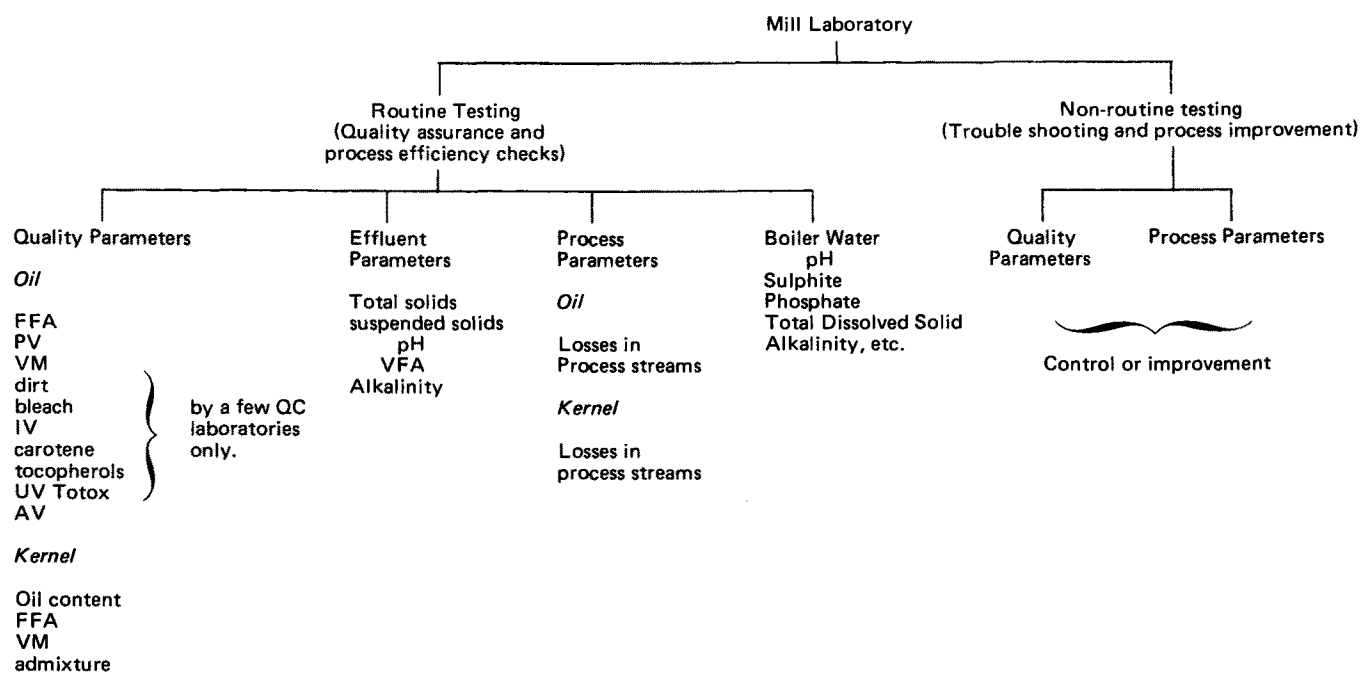 Mill Laboratory
Routine Testing
(Quality assurance and
process efficiency checks)
Non-routine testing
(Trouble shooting and process improvement)
Quality Parameters
Oil
FFA
PV
VM
dirt
bleach
IV
carotene
tocopherols
UV Totox
AV
by a few QC
laboratories
only.
Kernel
Oil content
FFA
VM
admixture
Effluent
Parameters
Total solids
suspended solids
pH
VFA
Alkalinity
Process
Parameters
Oil
Losses in
Process streams
Kernel
Losses in
process streams
Boiler Water
pH
Sulphite
Phosphate
Total Dissolved Solid
Alkalinity, etc.
Quality
Parameters
Process Parameters
Control or improvement